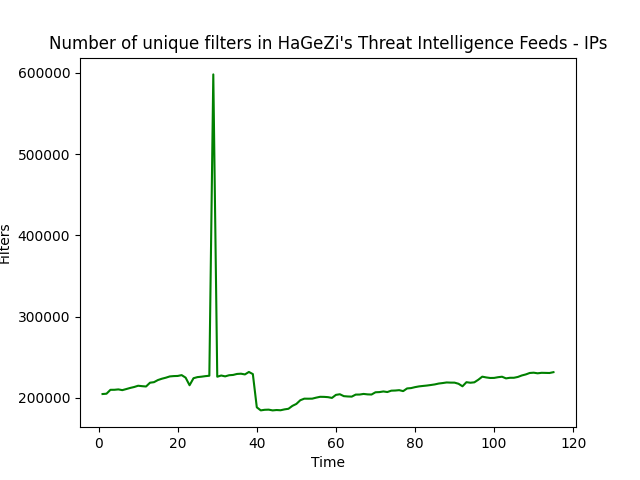 Number of unique filters in HaGeZi's Threat Intelligence Feeds - IPs
600000
500000
400000
300000
200000
Filters
0 20 40 60 80 100 120
Time